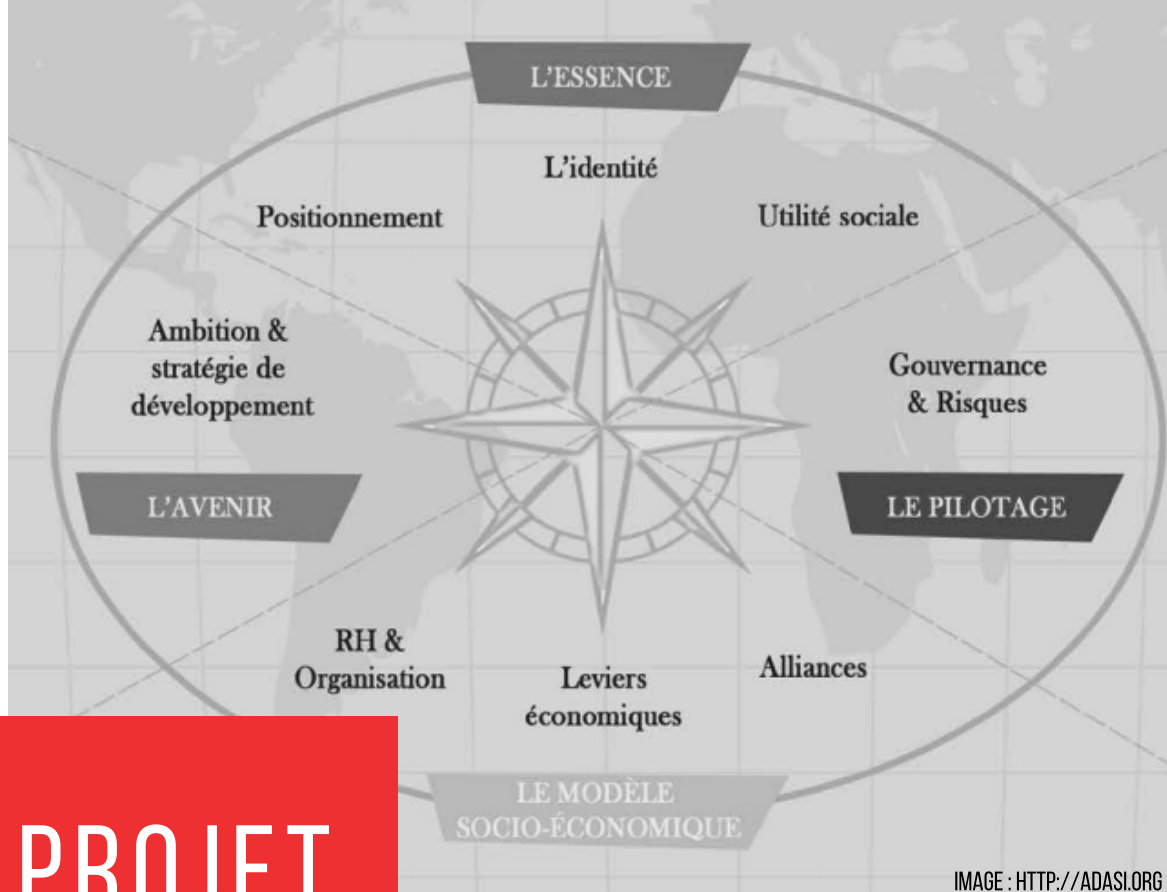 L'ESSENCE
L'identité
Positionnement
Utilité sociale
Ambition &
stratégie de
développement
Gouvernance
& Risques
L'AVENIR
LE PILOTAGE
RH &
Organisation
Leviers
économiques
Alliances
LE MODÈLE
SOCIO-ÉCONOMIQUE
PROJET
IMAGE : HTTP://ADASI.ORG